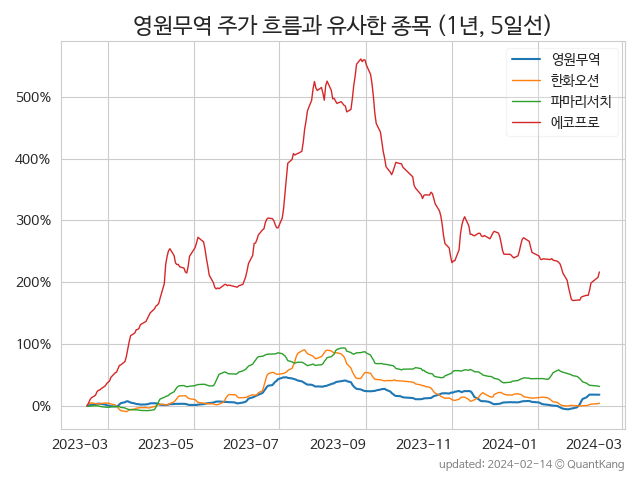 영원무역 주가 흐름과 유사한 종목 (1년, 5일선)
영원무역
한화오션
파마리서치
에코프로
500%
400%
300%
200%
100%
0%
2023-03 2023-05 2023-07 2023-09 2023-11 2024-01 2024-03
updated: 2024-02-14 © QuantKang